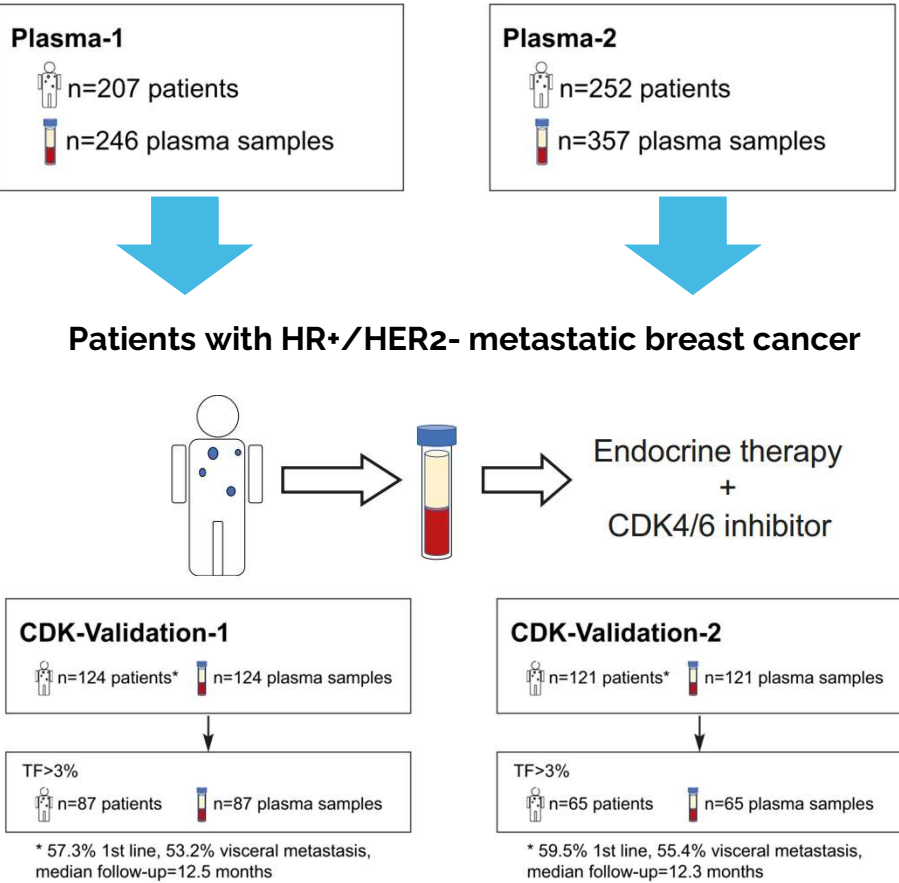 Plasma-1
n=207 patients
n=246 plasma samples
Plasma-2
n=252 patients
n=357 plasma samples
Patients with HR+/HER2- metastatic breast cancer
Endocrine therapy
+
CDK4/6 inhibitor
CDK-Validation-1
n=124 patients* n=124 plasma samples
TF>3%
n=87 patients n=87 plasma samples
* 57.3% 1st line, 53.2% visceral metastasis,
median follow-up=12.5 months
CDK-Validation-2
n=121 patients* n=121 plasma samples
TF>3%
n=65 patients n=65 plasma samples
* 59.5% 1st line, 55.4% visceral metastasis,
median follow-up=12.3 months